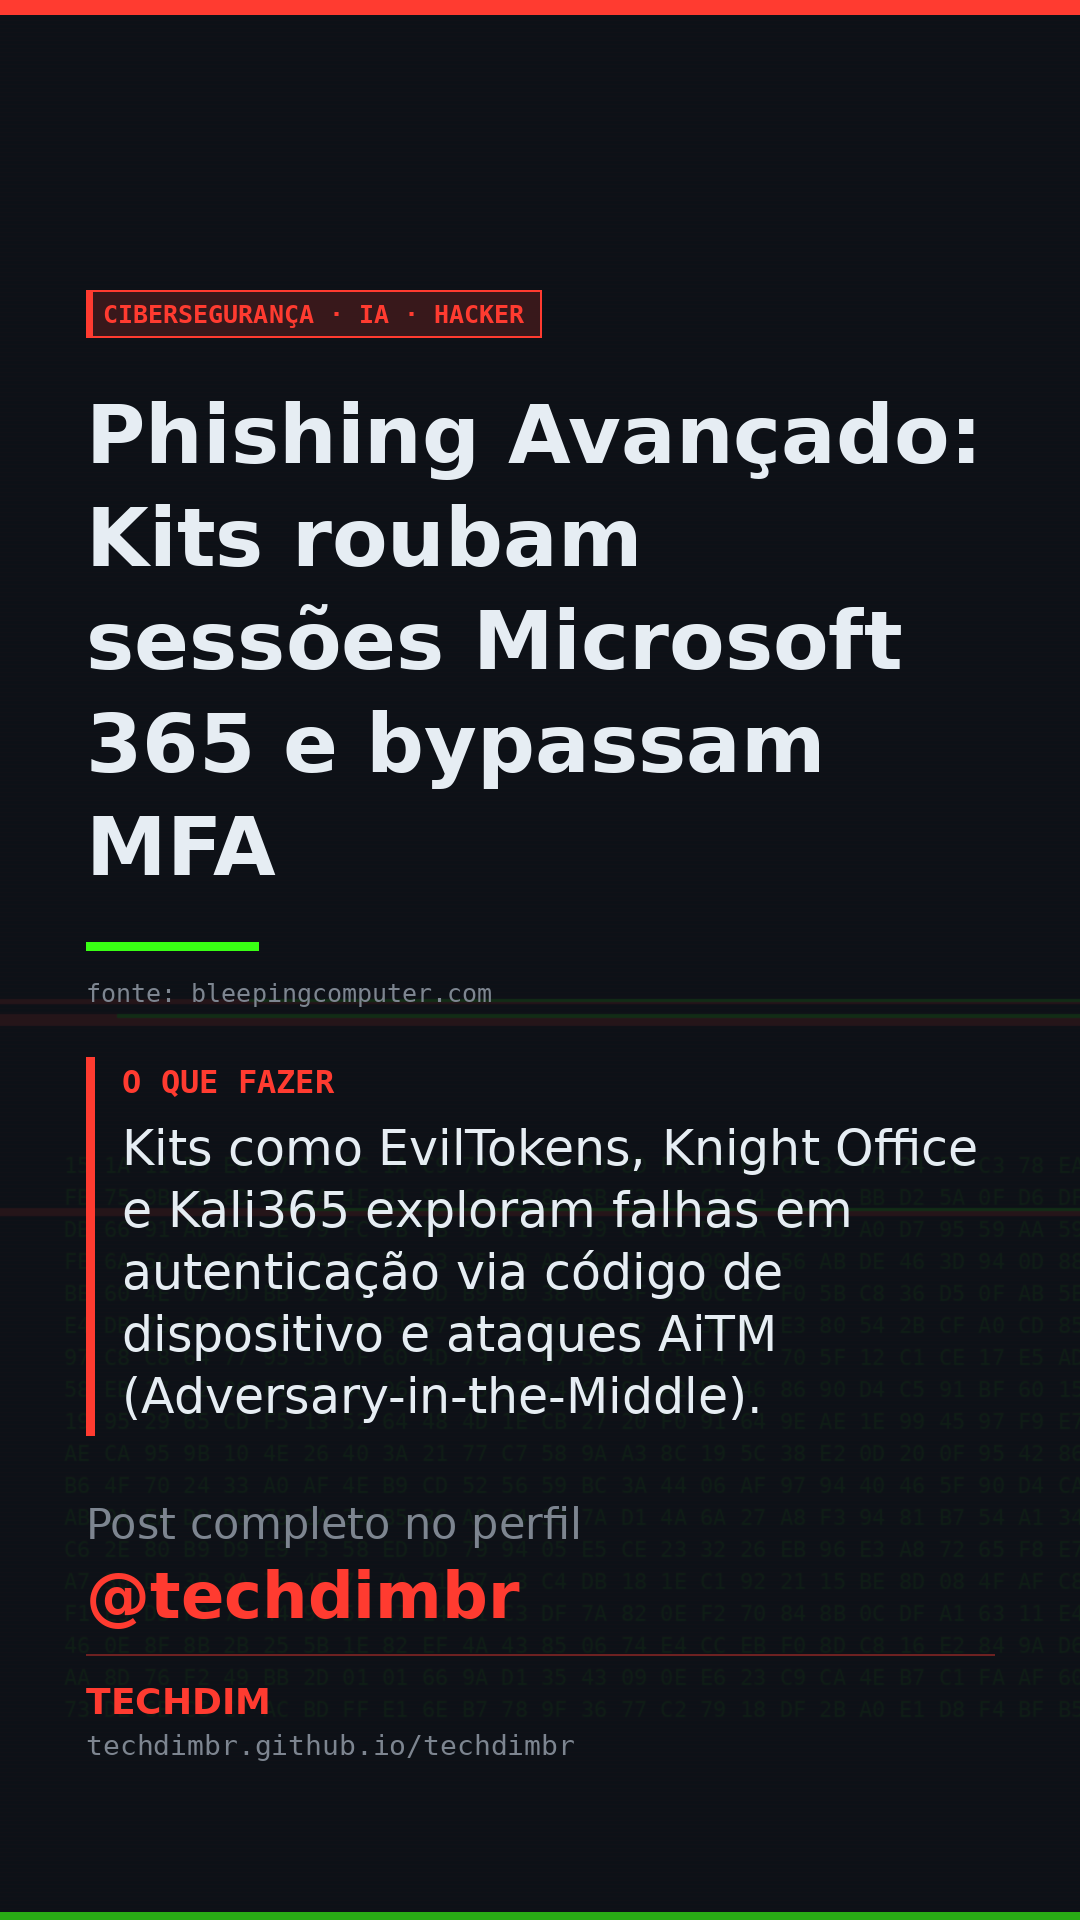 CIBERSEGURANÇA · IA · HACKER
Phishing Avançado:
Kits roubam
sessões Microsoft
365 e bypassam
MFA
fonte: bleepingcomputer.com
O QUE FAZER
Kits como EvilTokens, Knight Office
e Kali365 exploram falhas em
autenticação via código de
dispositivo e ataques AiTM
(Adversary-in-the-Middle).
Post completo no perfil
@techdimbr
TECHDIM
techdimbr.github.io/techdimbr